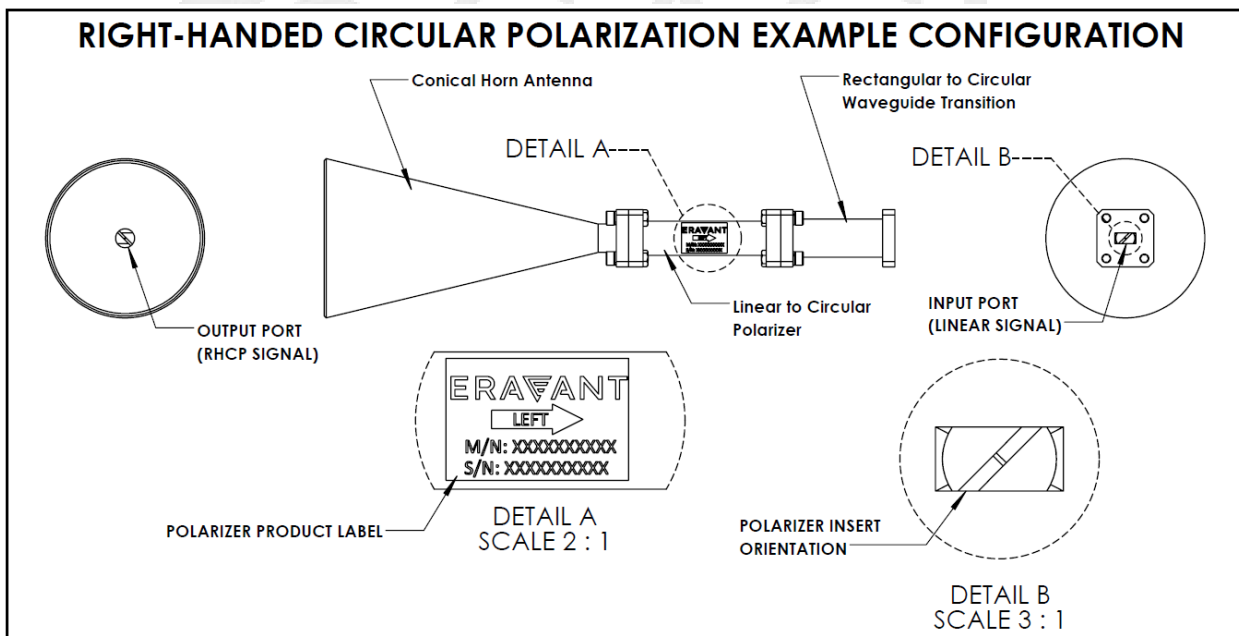 RIGHT-HANDED CIRCULAR POLARIZATION EXAMPLE CONFIGURATION
Conical Horn Antenna
Rectangular to Circular
Waveguide Transition
DETAIL A
DETAIL B
ERAVANT
OUTPUT PORT
(RHCP SIGNAL)
Linear to Circular
Polarizer
INPUT PORT
(LINEAR SIGNAL)
ERAVANT
LEFT
M/N: XXXXXXXXXX
S/N: XXXXXXXXXX
POLARIZER PRODUCT LABEL
DETAIL A
SCALE 2 : 1
POLARIZER INSERT
ORIENTATION
DETAIL B
SCALE 3 : 1